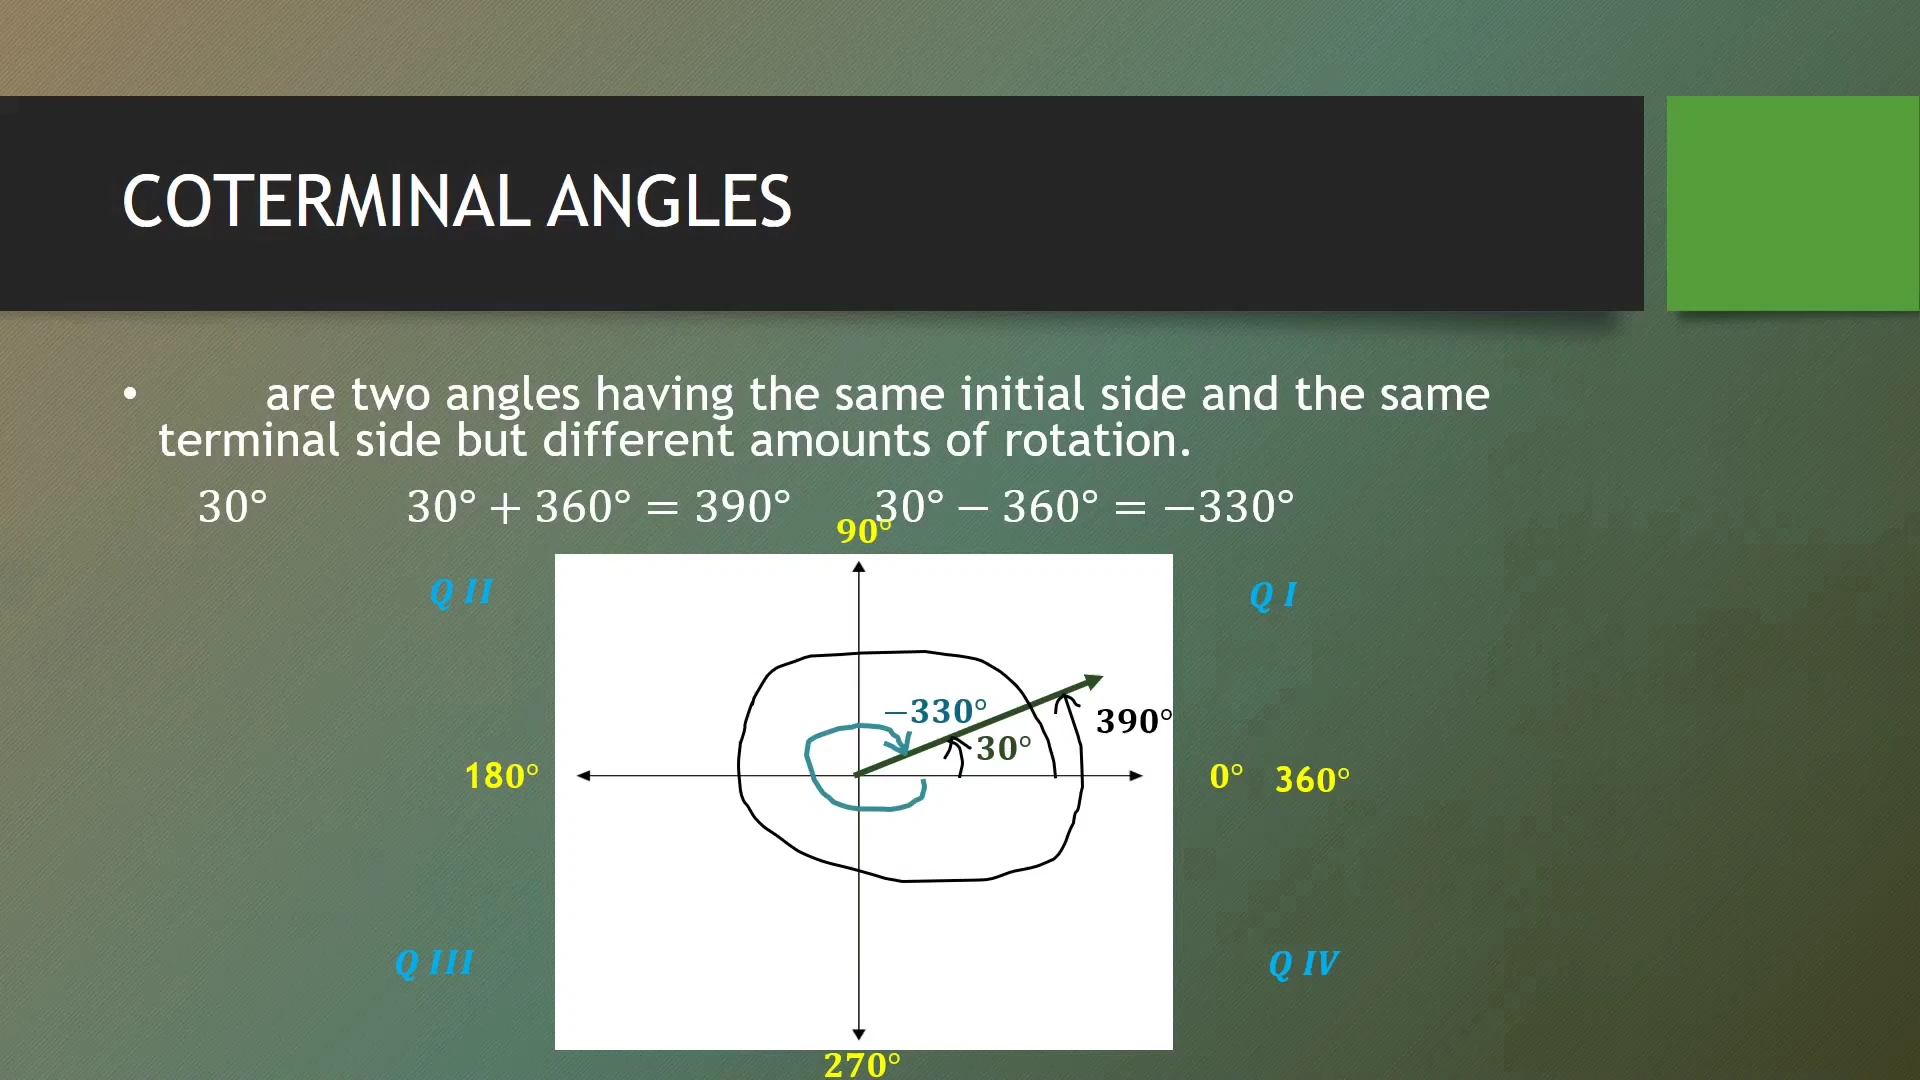 COTERMINAL ANGLES
• are two angles having the same initial side and the same
terminal side but different amounts of rotation.
30° 30° + 360° = 390° 30° − 360° = −330°
90°
Q II Q I
−330°
390°
30°
180° 0° 360°
Q III Q IV
270°